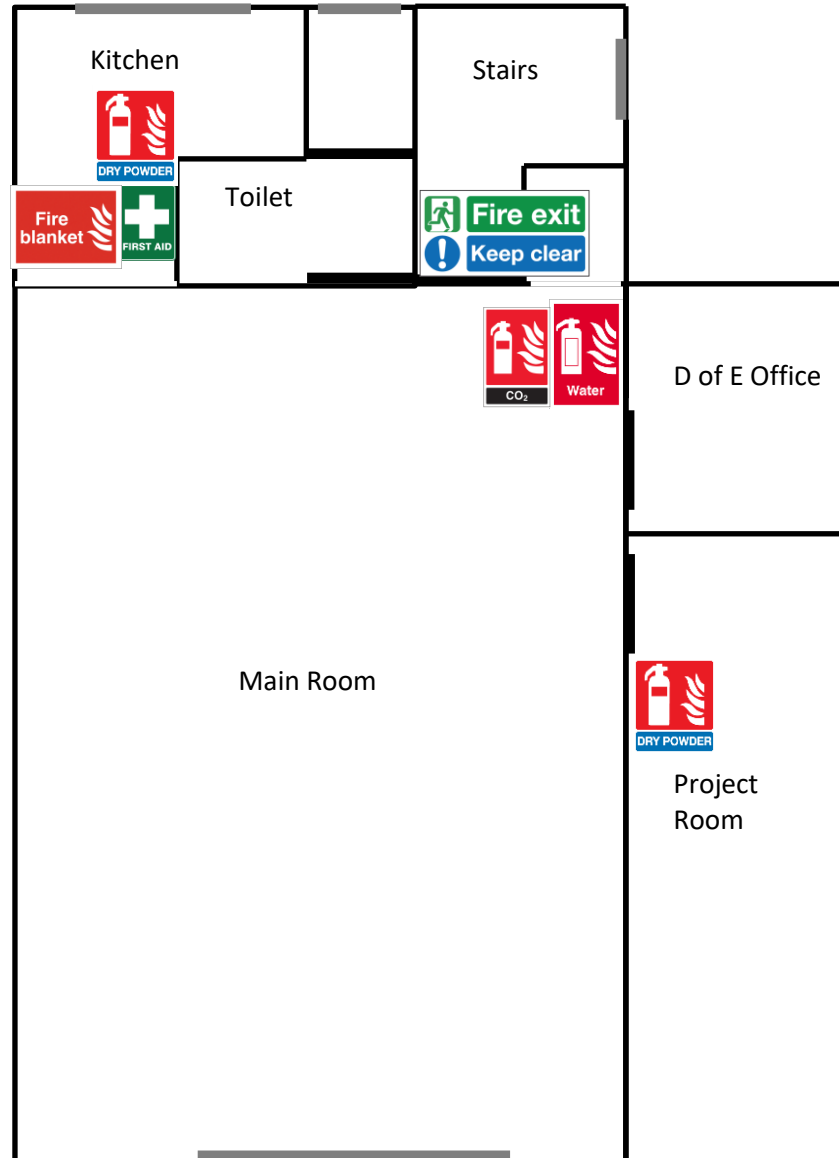 Kitchen
Stairs
DRY POWDER
Fire
blanket
FIRST AID
Toilet
Fire exit
Keep clear
CO₂
Water
D of E Office
Main Room
DRY POWDER
Project
Room